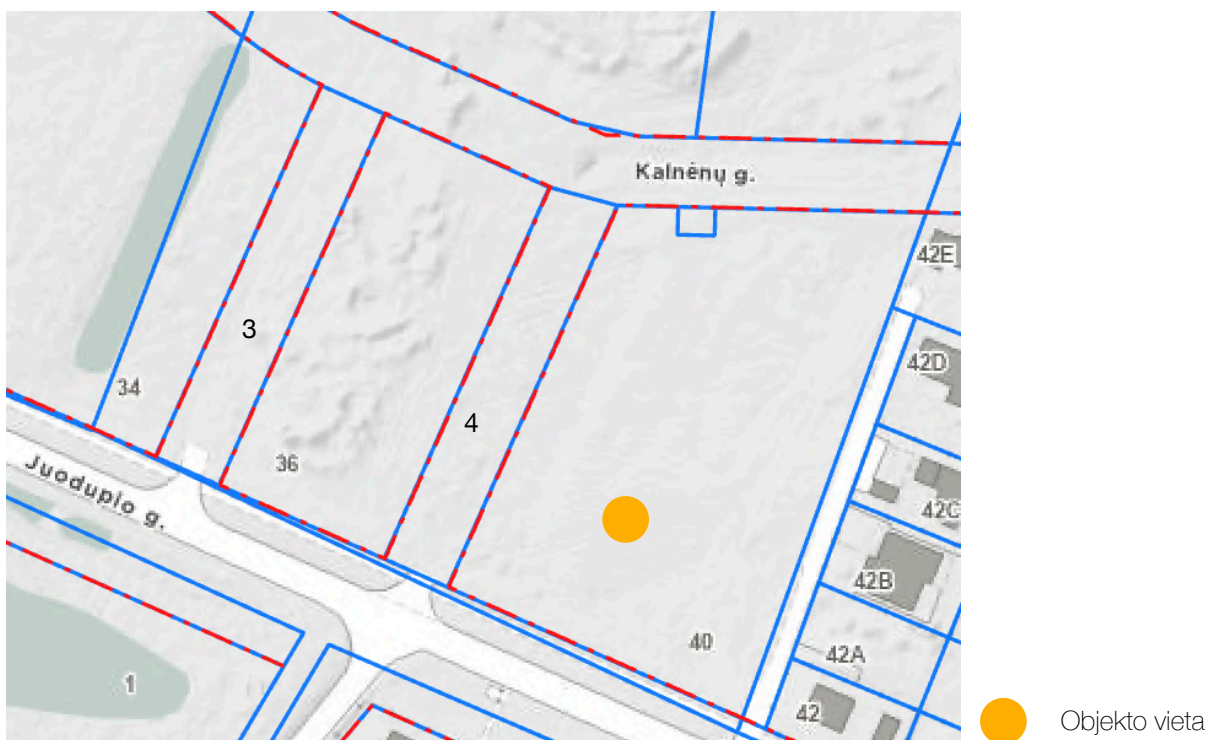 Kalnėnų g.
42E
3
42D
34
4
36
42C
Juodupio g.
42B
40
42A
1
42
Objekto vieta